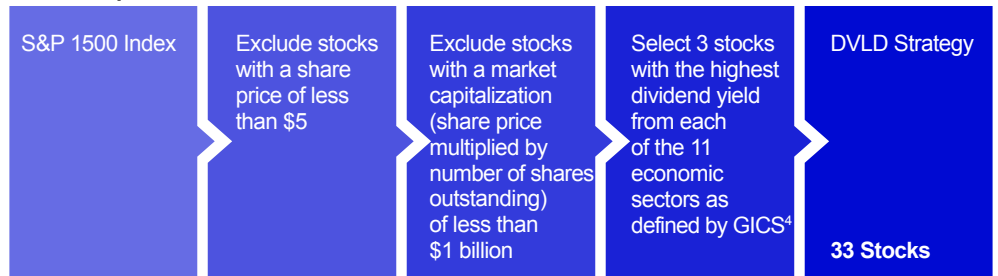 S&P 1500 Index
Exclude stocks
with a share
price of less
than $5
Exclude stocks
with a market
capitalization
(share price
multiplied by
number of shares
outstanding)
of less than
$1 billion
Select 3 stocks
with the highest
dividend yield
from each
of the 11
economic
sectors as
defined by GICS4
DVLD Strategy
33 Stocks